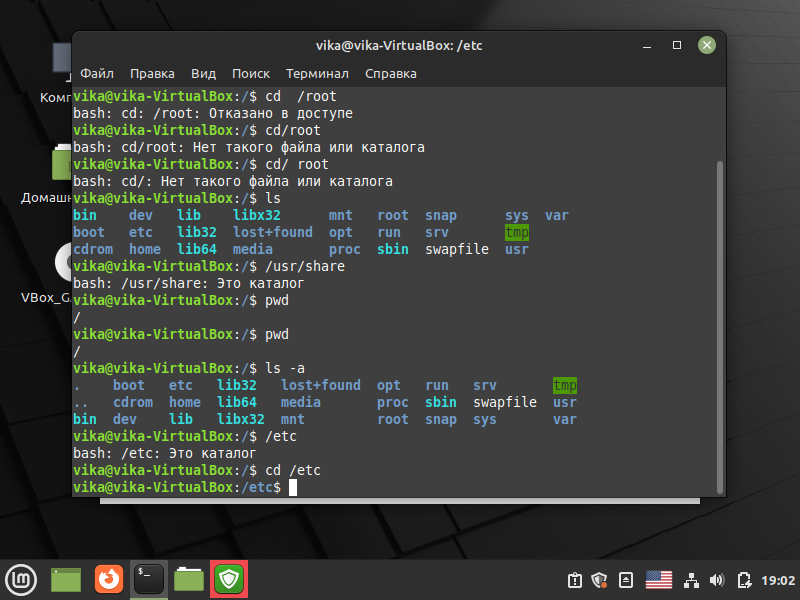 vika@vika-VirtualBox: /etc
Файл Правка Вид Поиск Терминал Справка
vika@vika-VirtualBox:/$ cd  /root
bash: cd: /root: Отказано в доступе
vika@vika-VirtualBox:/$ cd/root
bash: cd/root: Нет такого файла или каталога
vika@vika-VirtualBox:/$ cd/ root
bash: cd/: Нет такого файла или каталога
vika@vika-VirtualBox:/$ ls
bin dev lib libx32 mnt root snap sys var
boot etc lib32 lost+found opt run srv tmp
cdrom home lib64 media proc sbin swapfile usr
vika@vika-VirtualBox:/$ /usr/share
bash: /usr/share: Это каталог
vika@vika-VirtualBox:/$ pwd
/
vika@vika-VirtualBox:/$ pwd
/
vika@vika-VirtualBox:/$ ls -a
. boot etc lib32 lost+found opt run srv tmp
.. cdrom home lib64 media proc sbin swapfile usr
bin dev lib libx32 mnt root snap sys var
vika@vika-VirtualBox:/$ /etc
bash: /etc: Это каталог
vika@vika-VirtualBox:/$ cd /etc
vika@vika-VirtualBox:/etc$
19:02